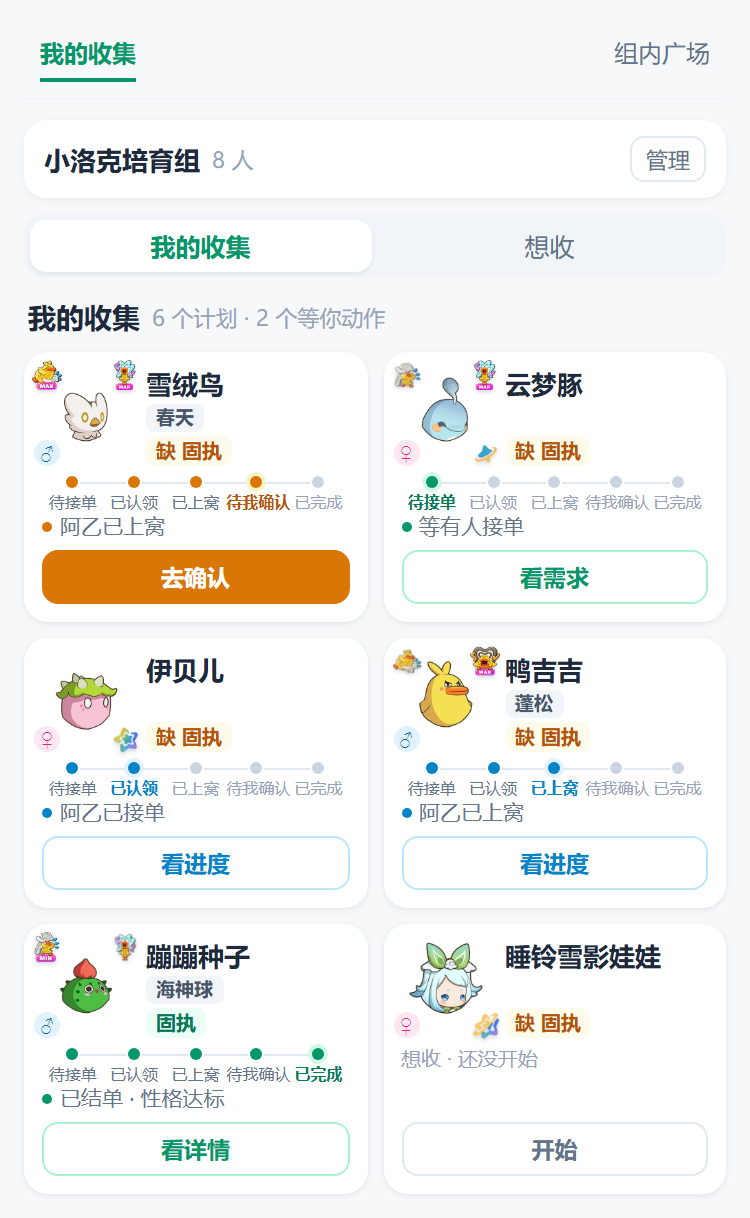 我的收集 组内广场
小洛克培育组 8 人 管理
我的收集 想收
我的收集 6 个计划 · 2 个等你动作
MAX MAX
雪绒鸟
春天
♂ 缺 固执
待接单 已认领 已上窝 待我确认 已完成
阿乙已上窝
去确认
MAX
云梦豚
♀ 缺 固执
待接单 已认领 已上窝 待我确认 已完成
等有人接单
看需求
伊贝儿
♀ 缺 固执
待接单 已认领 已上窝 待我确认 已完成
阿乙已接单
看进度
MAX
鸭吉吉
蓬松
♂ 缺 固执
待接单 已认领 已上窝 待我确认 已完成
阿乙已上窝
看进度
MIN
蹦蹦种子
海神球
♂ 固执
待接单 已认领 已上窝 待我确认 已完成
已结单 · 性格达标
看详情
睡铃雪影娃娃
♀ 缺 固执
想收 · 还没开始
开始